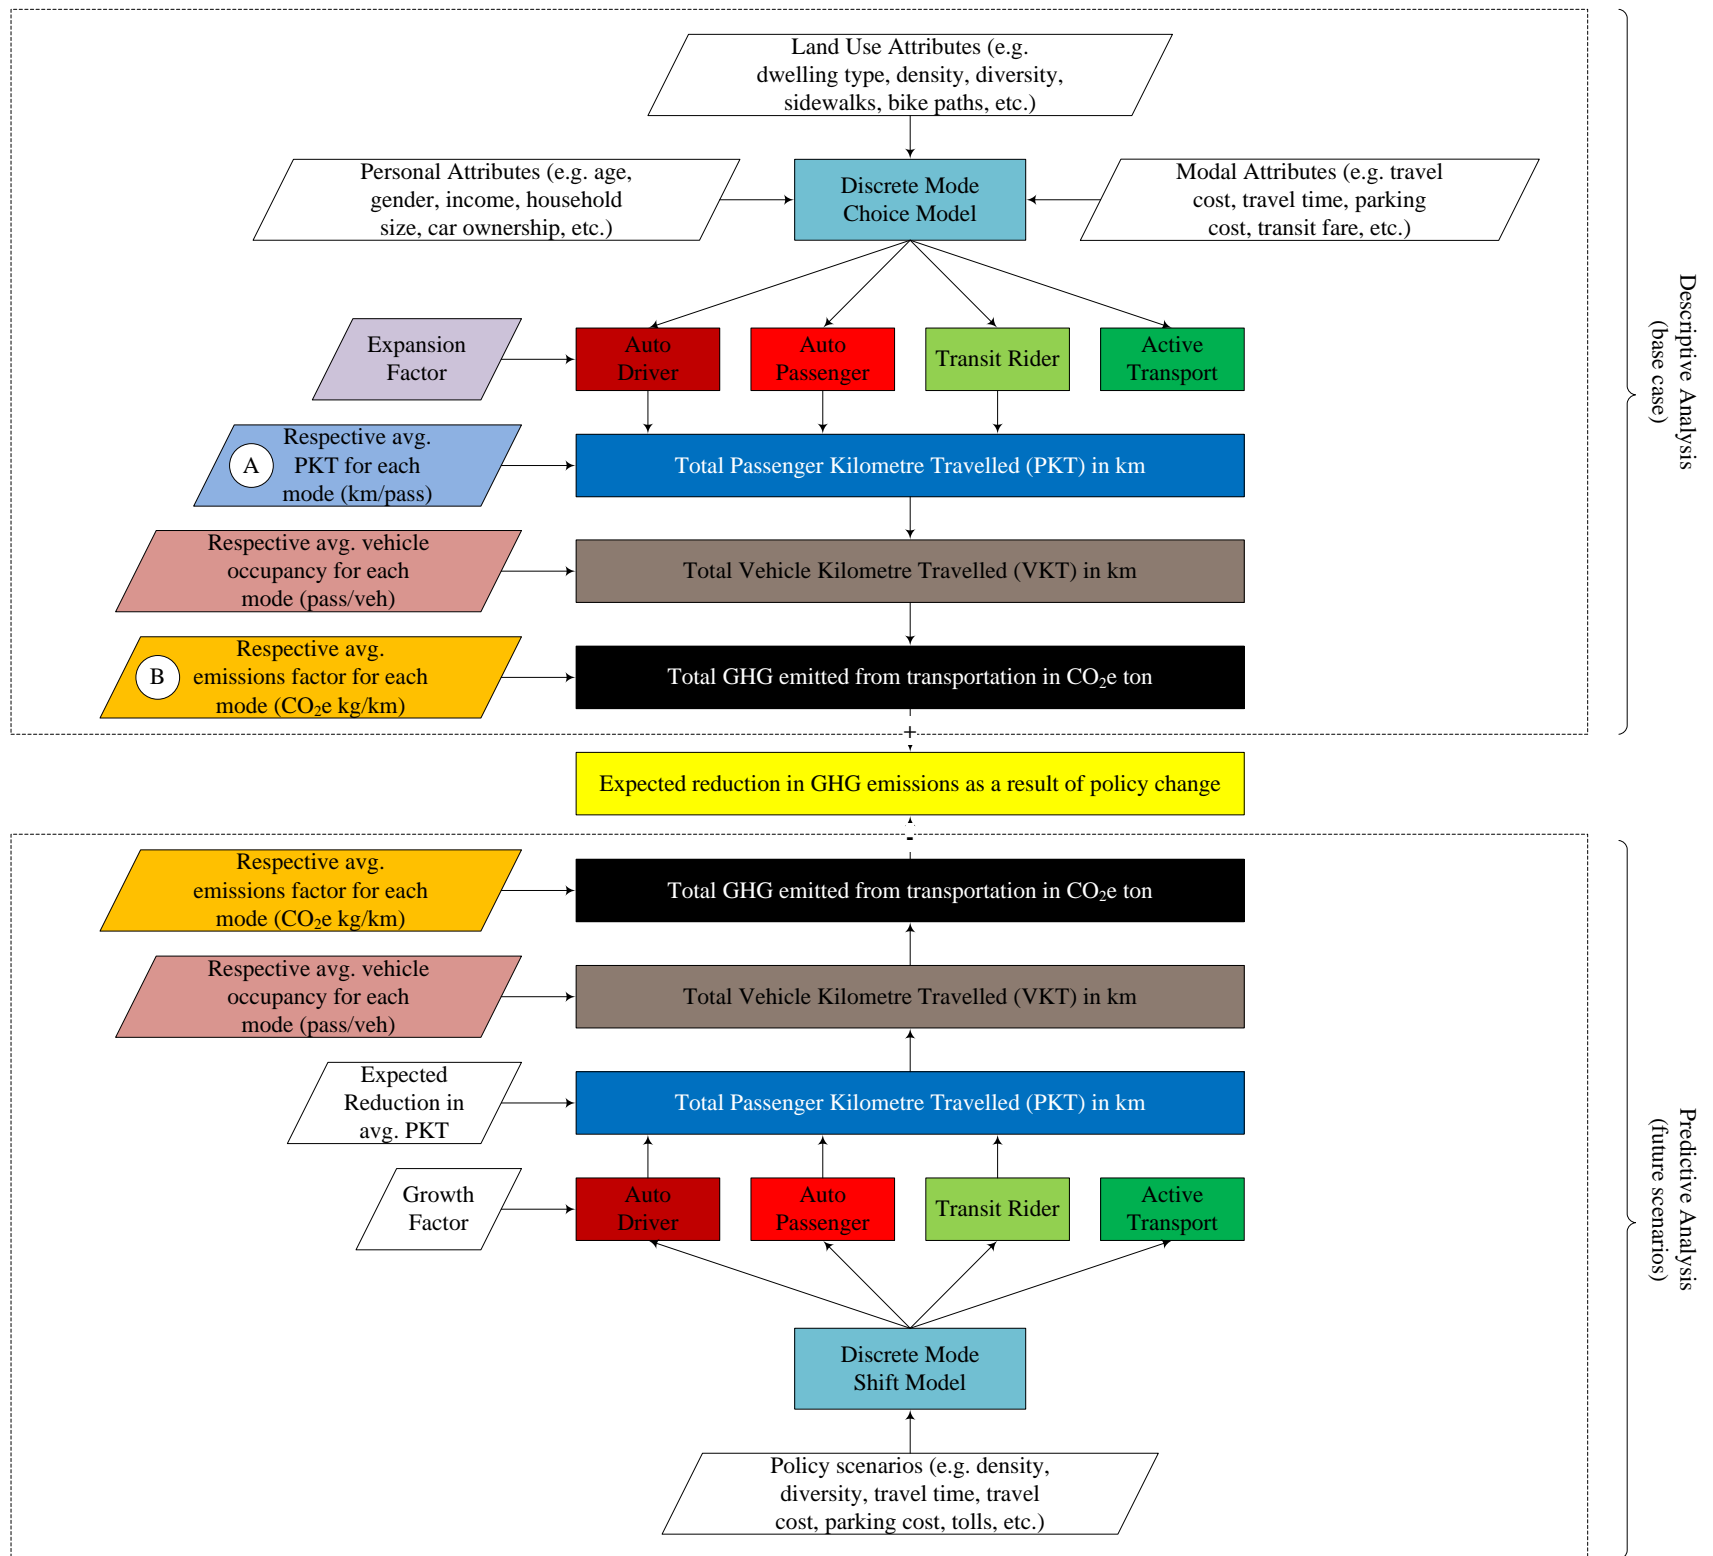 Land Use Attributes (e.g.
dwelling type, density, diversity,
sidewalks, bike paths, etc.)
Personal Attributes (e.g. age,
gender, income, household
size, car ownership, etc.)
Discrete Mode
Choice Model
Modal Attributes (e.g. travel
cost, travel time, parking
cost, transit fare, etc.)
Expansion
Factor
Auto
Driver
Auto
Passenger
Transit Rider
Active
Transport
A
Respective avg.
PKT for each
mode (km/pass)
Total Passenger Kilometre Travelled (PKT) in km
Respective avg. vehicle
occupancy for each
mode (pass/veh)
Total Vehicle Kilometre Travelled (VKT) in km
B
Respective avg.
emissions factor for each
mode (CO₂e kg/km)
Total GHG emitted from transportation in CO₂e ton
Descriptive Analysis
(base case)
+
Expected reduction in GHG emissions as a result of policy change
-
Respective avg.
emissions factor for each
mode (CO₂e kg/km)
Total GHG emitted from transportation in CO₂e ton
Respective avg. vehicle
occupancy for each
mode (pass/veh)
Total Vehicle Kilometre Travelled (VKT) in km
Expected
Reduction in
avg. PKT
Total Passenger Kilometre Travelled (PKT) in km
Growth
Factor
Auto
Driver
Auto
Passenger
Transit Rider
Active
Transport
Discrete Mode
Shift Model
Policy scenarios (e.g. density,
diversity, travel time, travel
cost, parking cost, tolls, etc.)
Predictive Analysis
(future scenarios)